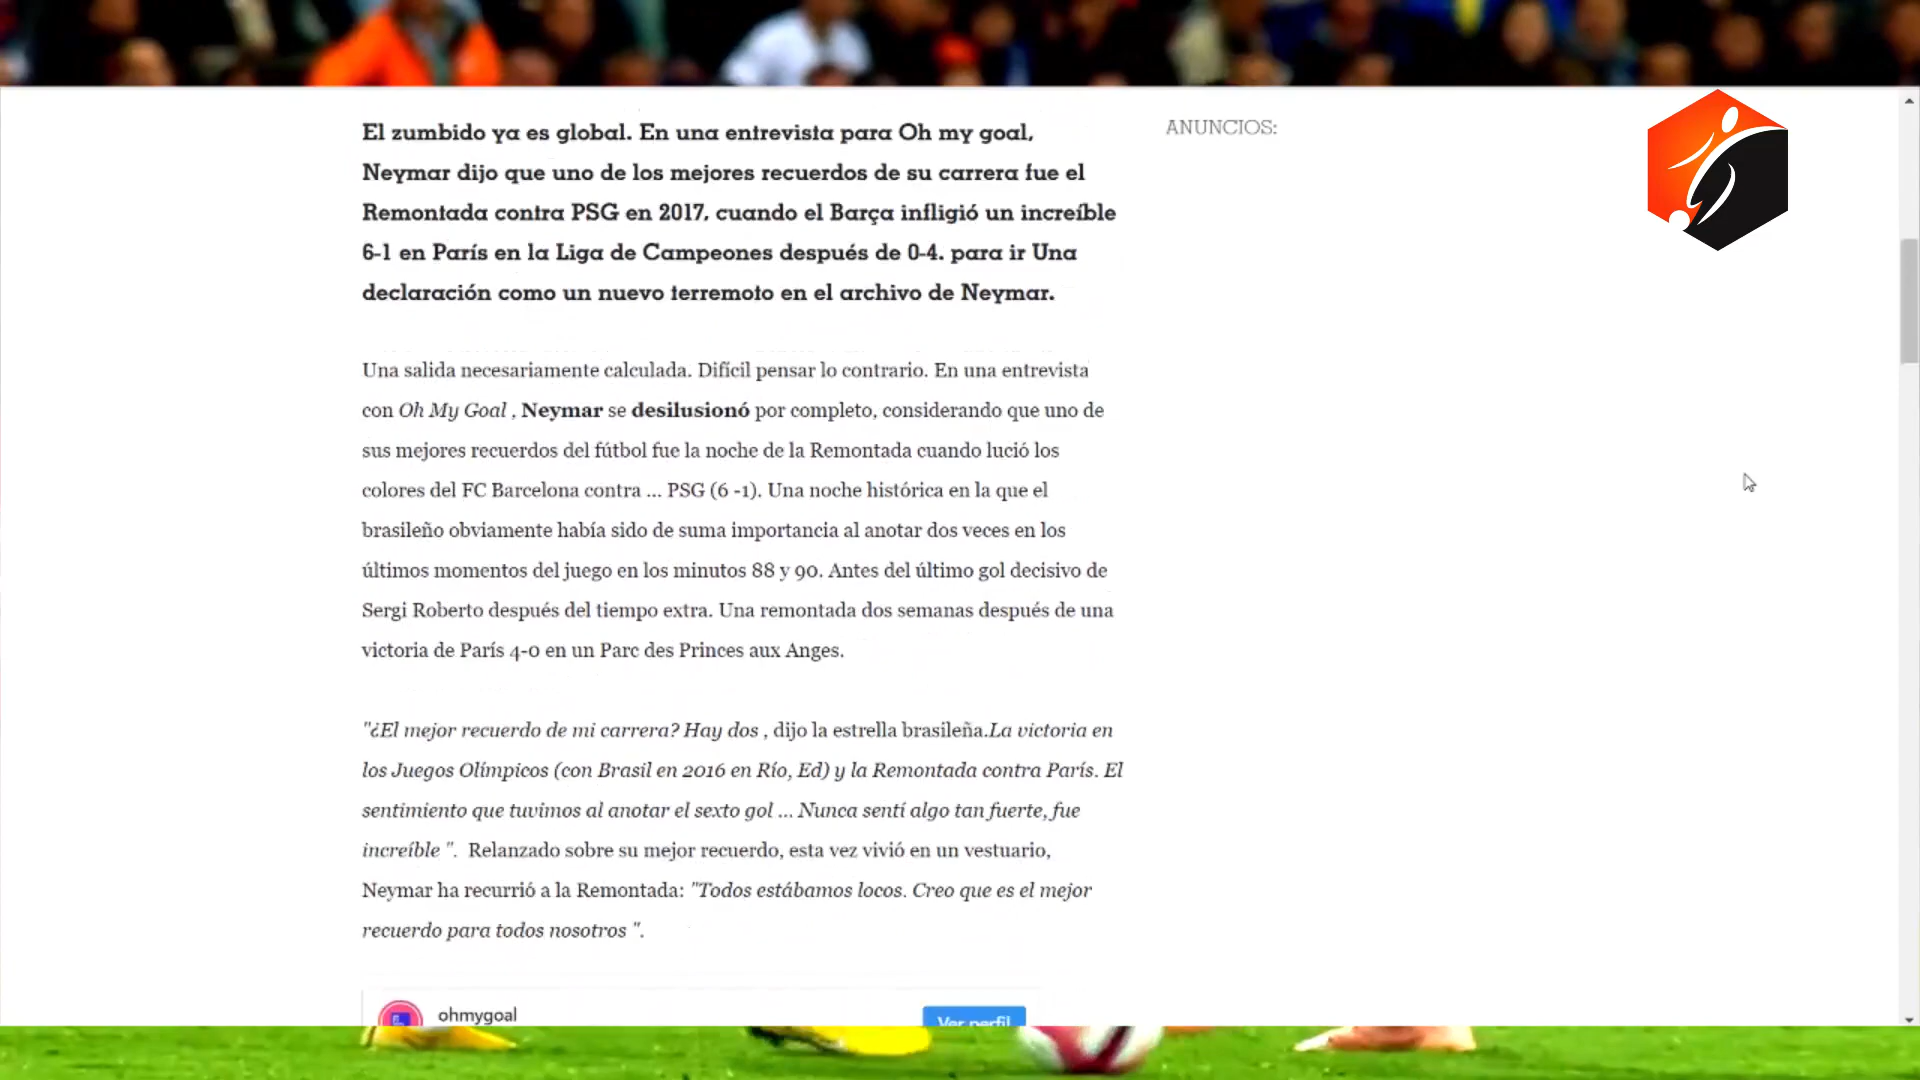 El zumbido ya es global. En una entrevista para Oh my goal,
ANUNCIOS:
Neymar dijo que uno de los mejores recuerdos de su carrera fue el
Remontada contra PSG en 2017, cuando el Barça infligió un increíble
6-1 en París en la Liga de Campeones después de 0-4. para ir Una
declaración como un nuevo terremoto en el archivo de Neymar.
Una salida necesariamente calculada. Difícil pensar lo contrario. En una entrevista
con Oh My Goal , Neymar se desilusionó por completo, considerando que uno de
sus mejores recuerdos del fútbol fue la noche de la Remontada cuando lució los
colores del FC Barcelona contra ... PSG (6 -1). Una noche histórica en la que el
brasileño obviamente había sido de suma importancia al anotar dos veces en los
últimos momentos del juego en los minutos 88 y 90. Antes del último gol decisivo de
Sergi Roberto después del tiempo extra. Una remontada dos semanas después de una
victoria de París 4-0 en un Parc des Princes aux Anges.
"¿El mejor recuerdo de mi carrera? Hay dos , dijo la estrella brasileña.La victoria en
los Juegos Olímpicos (con Brasil en 2016 en Río, Ed) y la Remontada contra París. El
sentimiento que tuvimos al anotar el sexto gol ... Nunca sentí algo tan fuerte, fue
increíble ".  Relanzado sobre su mejor recuerdo, esta vez vivió en un vestuario,
Neymar ha recurrió a la Remontada: "Todos estábamos locos. Creo que es el mejor
recuerdo para todos nosotros ".
ohmygoal
Ver perfil